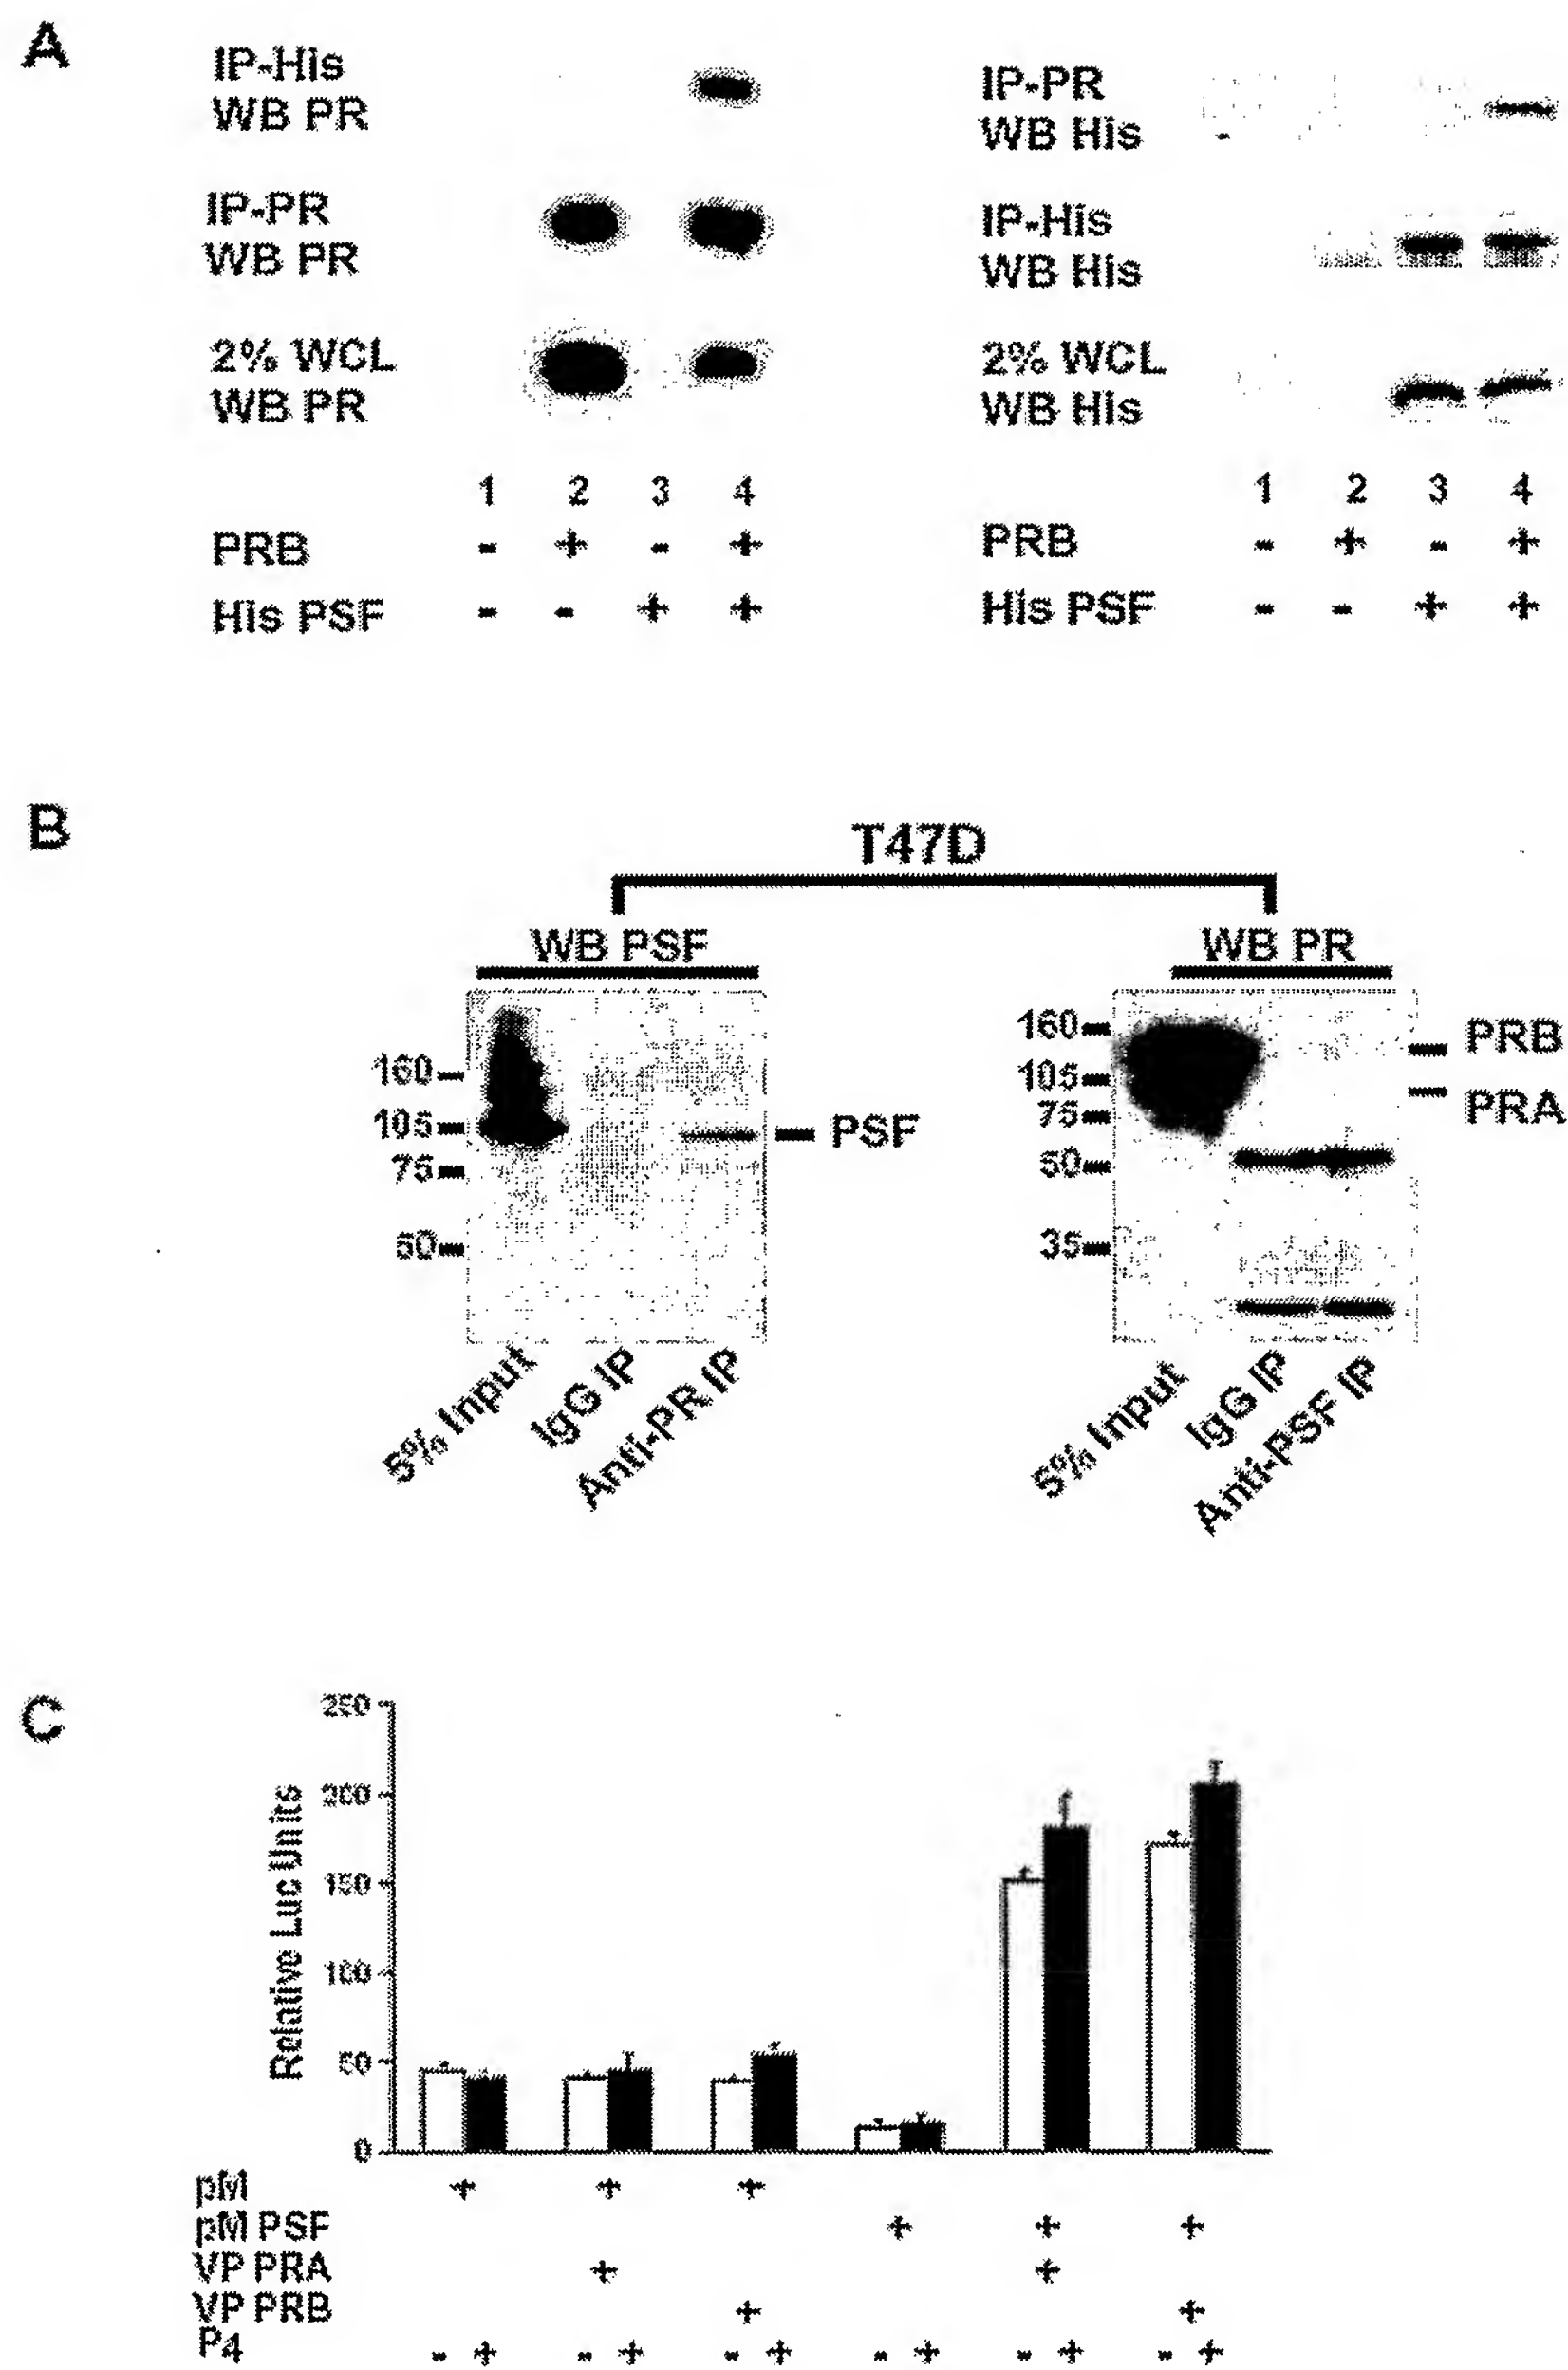 A
IP-His
WB PR
IP-PR
WB PR
2% WCL
WB PR
1 2 3 4
PRB - + - +
His PSF - - + +
IP-PR
WB His
IP-His
WB His
2% WCL
WB His
1 2 3 4
PRB - + - +
His PSF - - + +
B
T47D
WB PSF
160
105
75
50
PSF
5% Input
IgG IP
Anti-PR IP
WB PR
160
105
75
50
35
PRB
PRA
5% Input
IgG IP
Anti-PSF IP
C
Relative Luc Units
250
200
150
100
50
0
pM + + +
pM PSF + + +
VP PRA + +
VP PRB + +
P4 - + - + - + - + - + - +